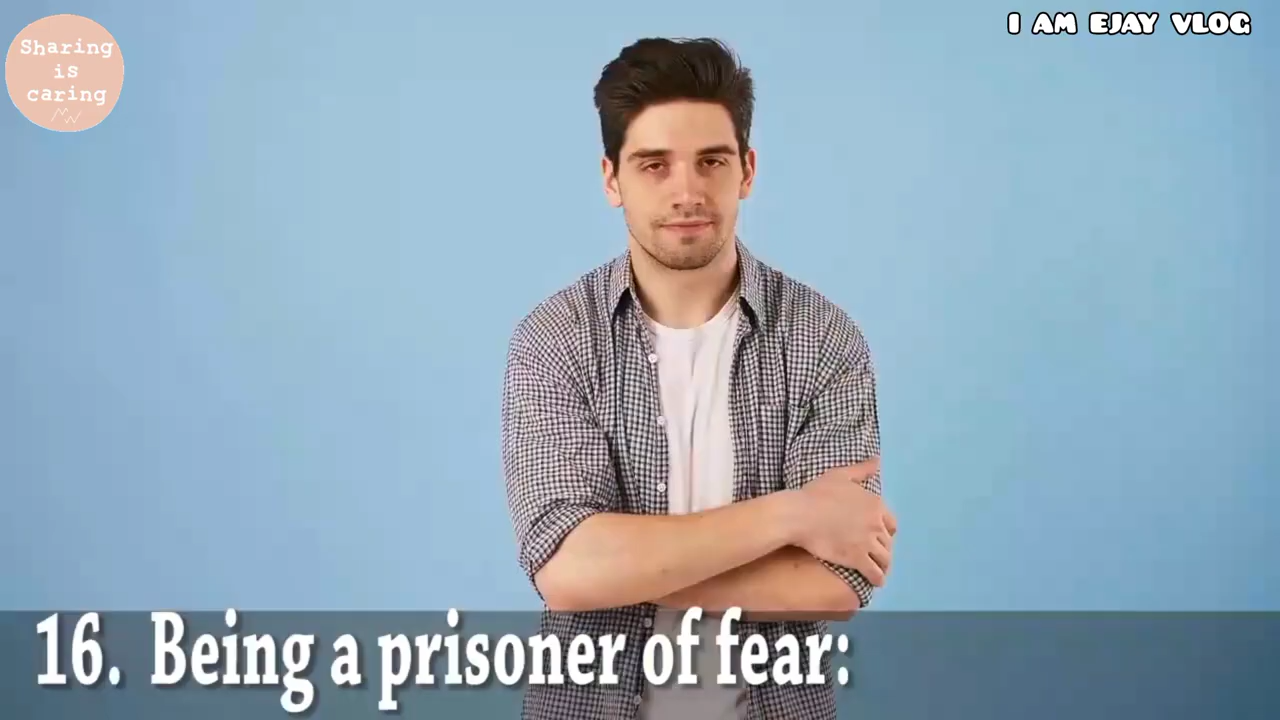 Sharing
is
caring
I AM EJAY VLOG
16. Being a prisoner of fear: